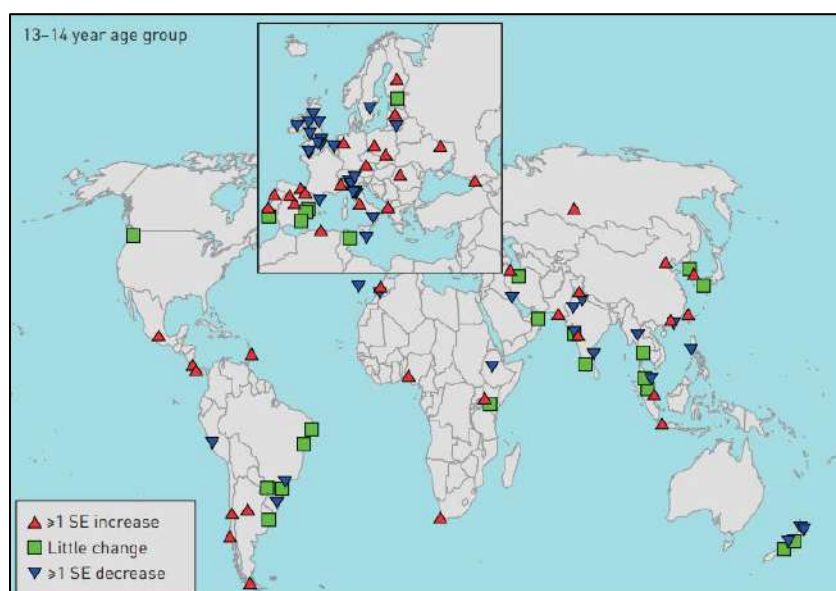 13–14 year age group
≥1 SE increase
Little change
≥1 SE decrease